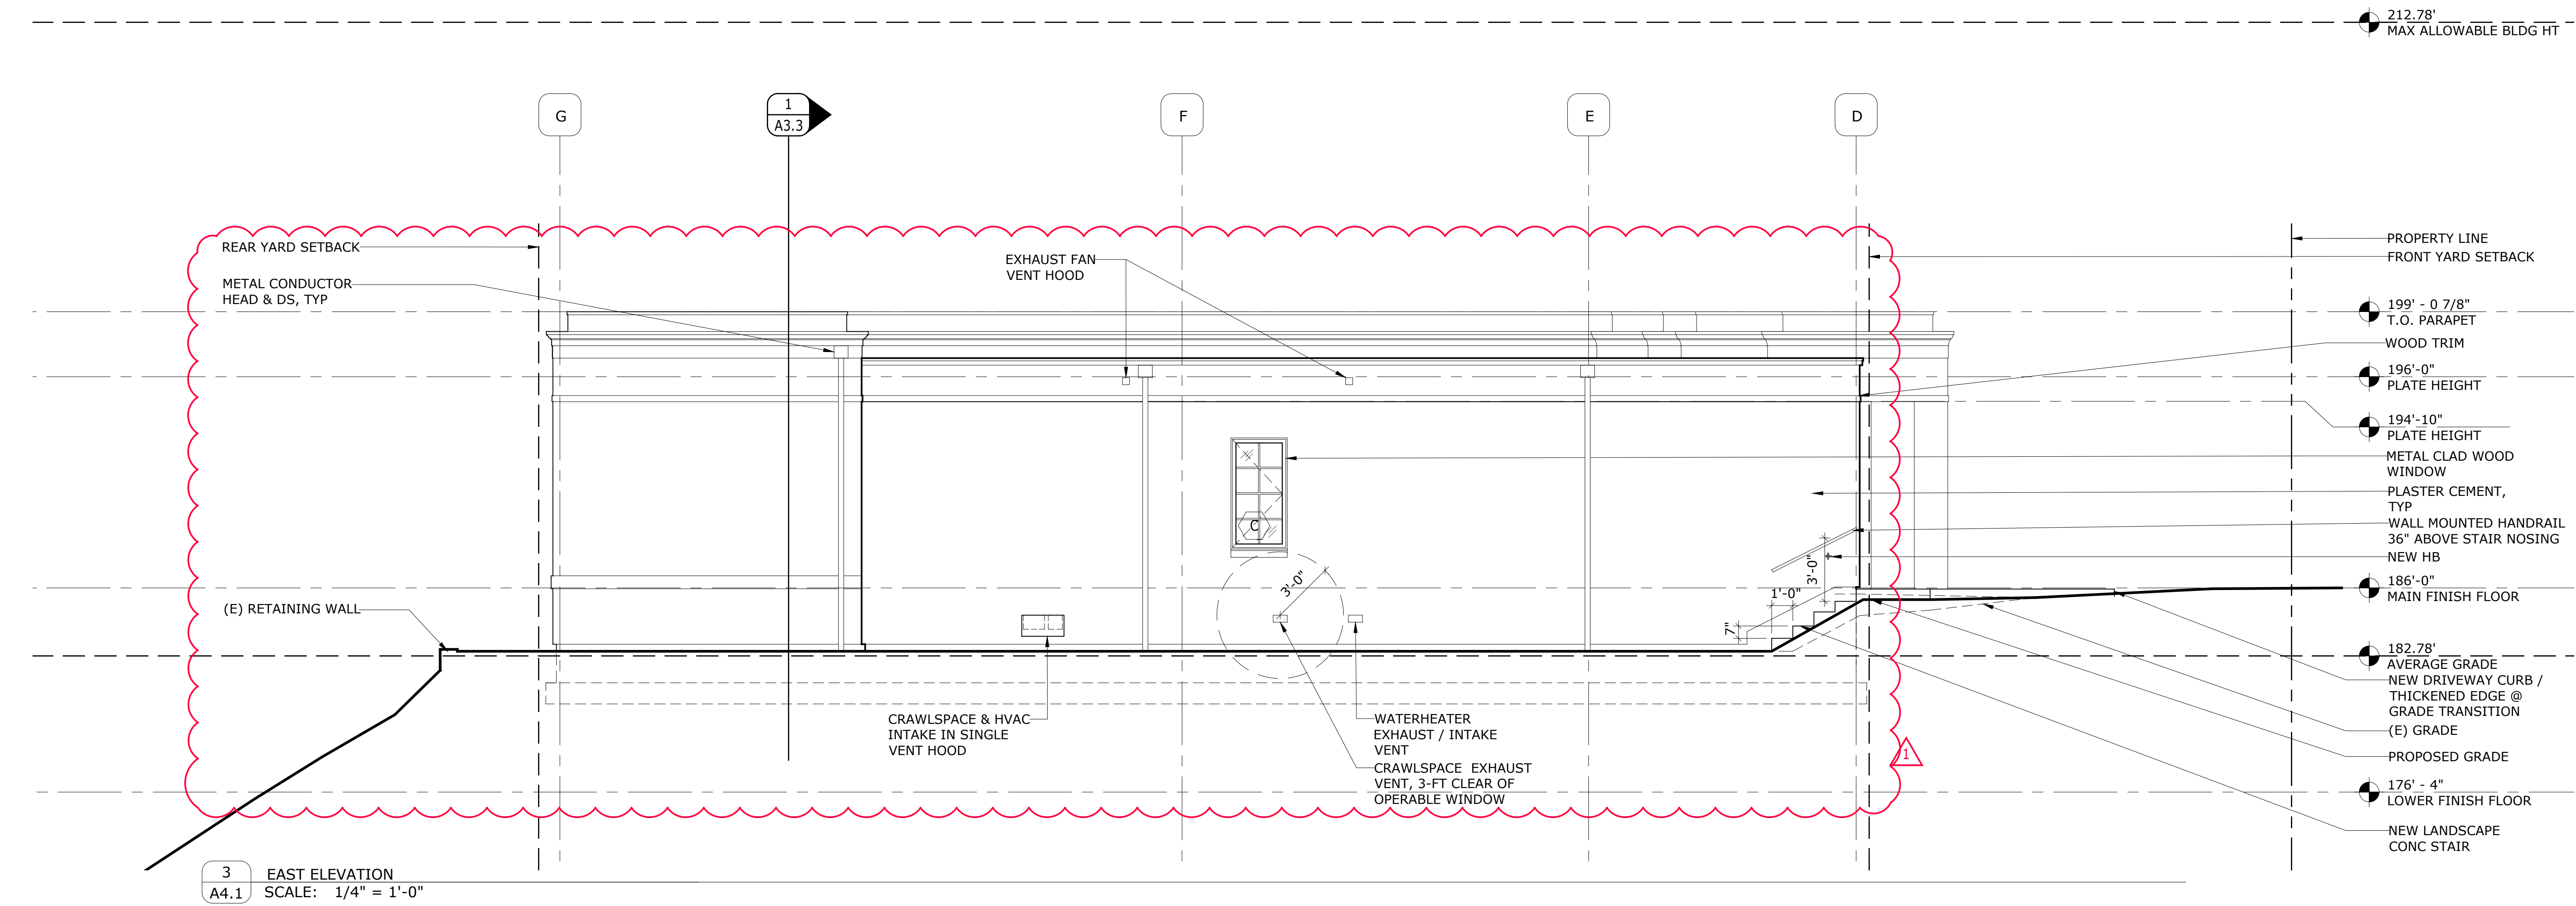 212.78'
MAX ALLOWABLE BLDG HT
G
1
A3.3
F
E
D
REAR YARD SETBACK
METAL CONDUCTOR
HEAD & DS, TYP
EXHAUST FAN
VENT HOOD
PROPERTY LINE
FRONT YARD SETBACK
199' - 0 7/8"
T.O. PARAPET
WOOD TRIM
196'-0"
PLATE HEIGHT
194'-10"
PLATE HEIGHT
METAL CLAD WOOD
WINDOW
PLASTER CEMENT,
TYP
WALL MOUNTED HANDRAIL
36" ABOVE STAIR NOSING
NEW HB
C
3'-0"
3'-0"
1'-0"
7"
(E) RETAINING WALL
186'-0"
MAIN FINISH FLOOR
182.78'
AVERAGE GRADE
NEW DRIVEWAY CURB /
THICKENED EDGE @
GRADE TRANSITION
(E) GRADE
PROPOSED GRADE
CRAWLSPACE & HVAC
INTAKE IN SINGLE
VENT HOOD
WATERHEATER
EXHAUST / INTAKE
VENT
CRAWLSPACE EXHAUST
VENT, 3-FT CLEAR OF
OPERABLE WINDOW
1
176' - 4"
LOWER FINISH FLOOR
NEW LANDSCAPE
CONC STAIR
3
A4.1
EAST ELEVATION
SCALE: 1/4" = 1'-0"